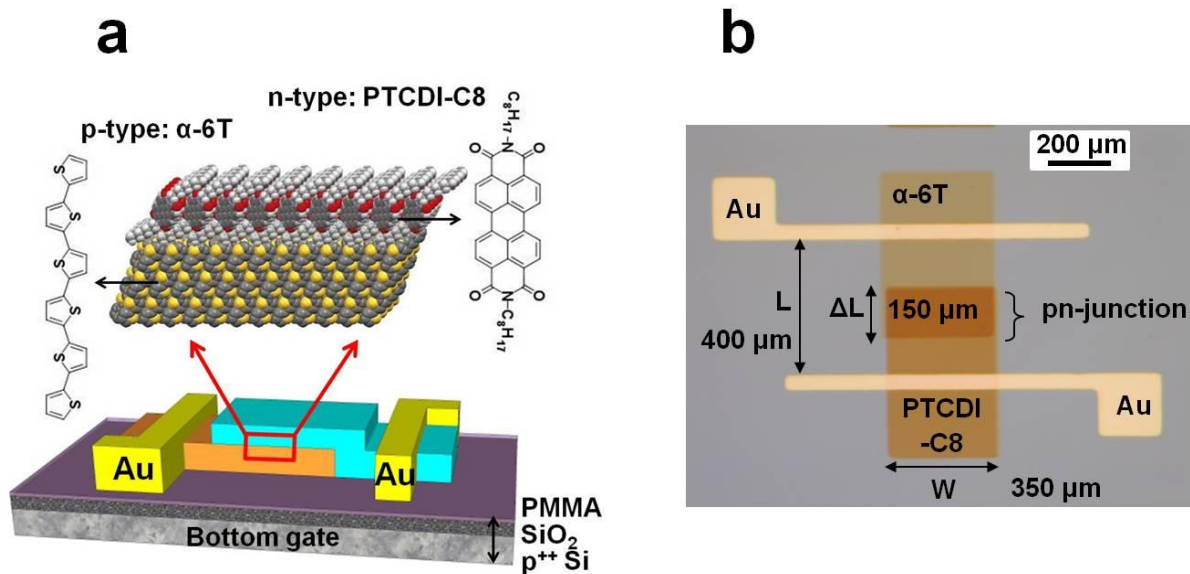 a
b
n-type: PTCDI-C8
p-type: α-6T
C₈H₁₇-N
O
O
O
O
N-C₈H₁₇
S
S
S
S
S
S
Au
Au
PMMA
SiO₂
p⁺⁺ Si
Bottom gate
200 µm
α-6T
Au
L
400 µm
ΔL
150 µm
pn-junction
PTCDI
-C8
Au
W
350 µm